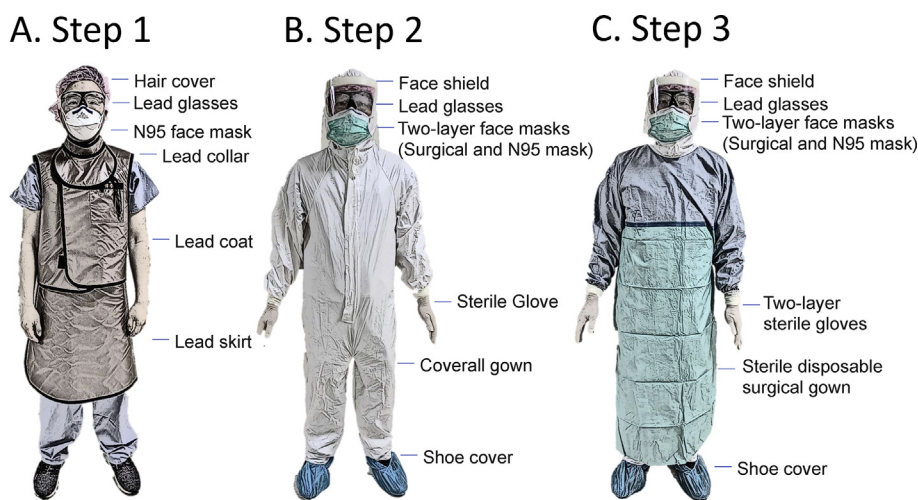 A. Step 1
Hair cover
Lead glasses
N95 face mask
Lead collar
Lead coat
Lead skirt
B. Step 2
Face shield
Lead glasses
Two-layer face masks
(Surgical and N95 mask)
Sterile Glove
Coverall gown
Shoe cover
C. Step 3
Face shield
Lead glasses
Two-layer face masks
(Surgical and N95 mask)
Two-layer
sterile gloves
Sterile disposable
surgical gown
Shoe cover